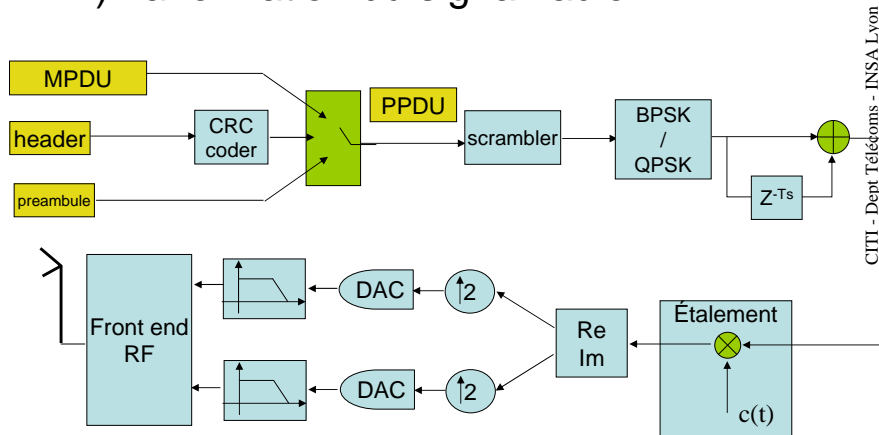 MPDU
PPDU
header
CRC
coder
scrambler
BPSK
/
QPSK
preambule
Z-Ts
CITI - Dept Télécoms - INSA Lyon
Front end
RF
DAC
↑2
Re
Im
Étalement
c(t)
DAC
↑2